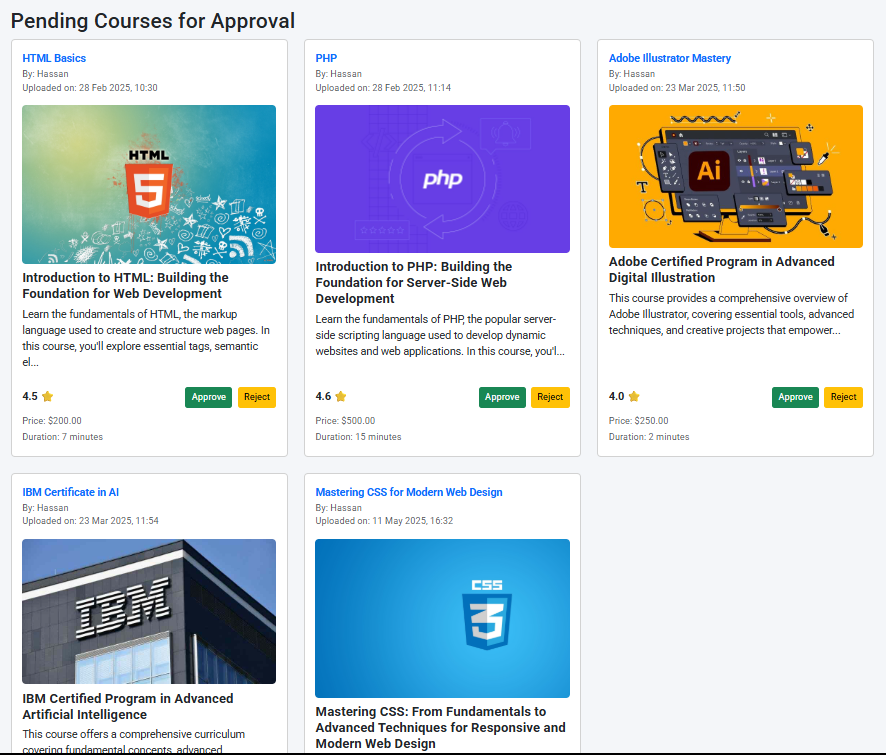 Pending Courses for Approval
HTML Basics
By: Hassan
Uploaded on: 28 Feb 2025, 10:30
HTML
5
Introduction to HTML: Building the
Foundation for Web Development
Learn the fundamentals of HTML, the markup
language used to create and structure web pages. In
this course, you'll explore essential tags, semantic
el...
4.5
Approve
Reject
Price: $200.00
Duration: 7 minutes
PHP
By: Hassan
Uploaded on: 28 Feb 2025, 11:14
php
Introduction to PHP: Building the
Foundation for Server-Side Web
Development
Learn the fundamentals of PHP, the popular server-
side scripting language used to develop dynamic
websites and web applications. In this course, you'l...
4.6
Approve
Reject
Price: $500.00
Duration: 15 minutes
Adobe Illustrator Mastery
By: Hassan
Uploaded on: 23 Mar 2025, 11:50
Ai
T
Adobe Certified Program in Advanced
Digital Illustration
This course provides a comprehensive overview of
Adobe Illustrator, covering essential tools, advanced
techniques, and creative projects that empower...
4.0
Approve
Reject
Price: $250.00
Duration: 2 minutes
IBM Certificate in AI
By: Hassan
Uploaded on: 23 Mar 2025, 11:54
IBM
IBM Certified Program in Advanced
Artificial Intelligence
This course offers a comprehensive curriculum
covering fundamental concepts, advanced
Mastering CSS for Modern Web Design
By: Hassan
Uploaded on: 11 May 2025, 16:32
CSS
3
Mastering CSS: From Fundamentals to
Advanced Techniques for Responsive and
Modern Web Design